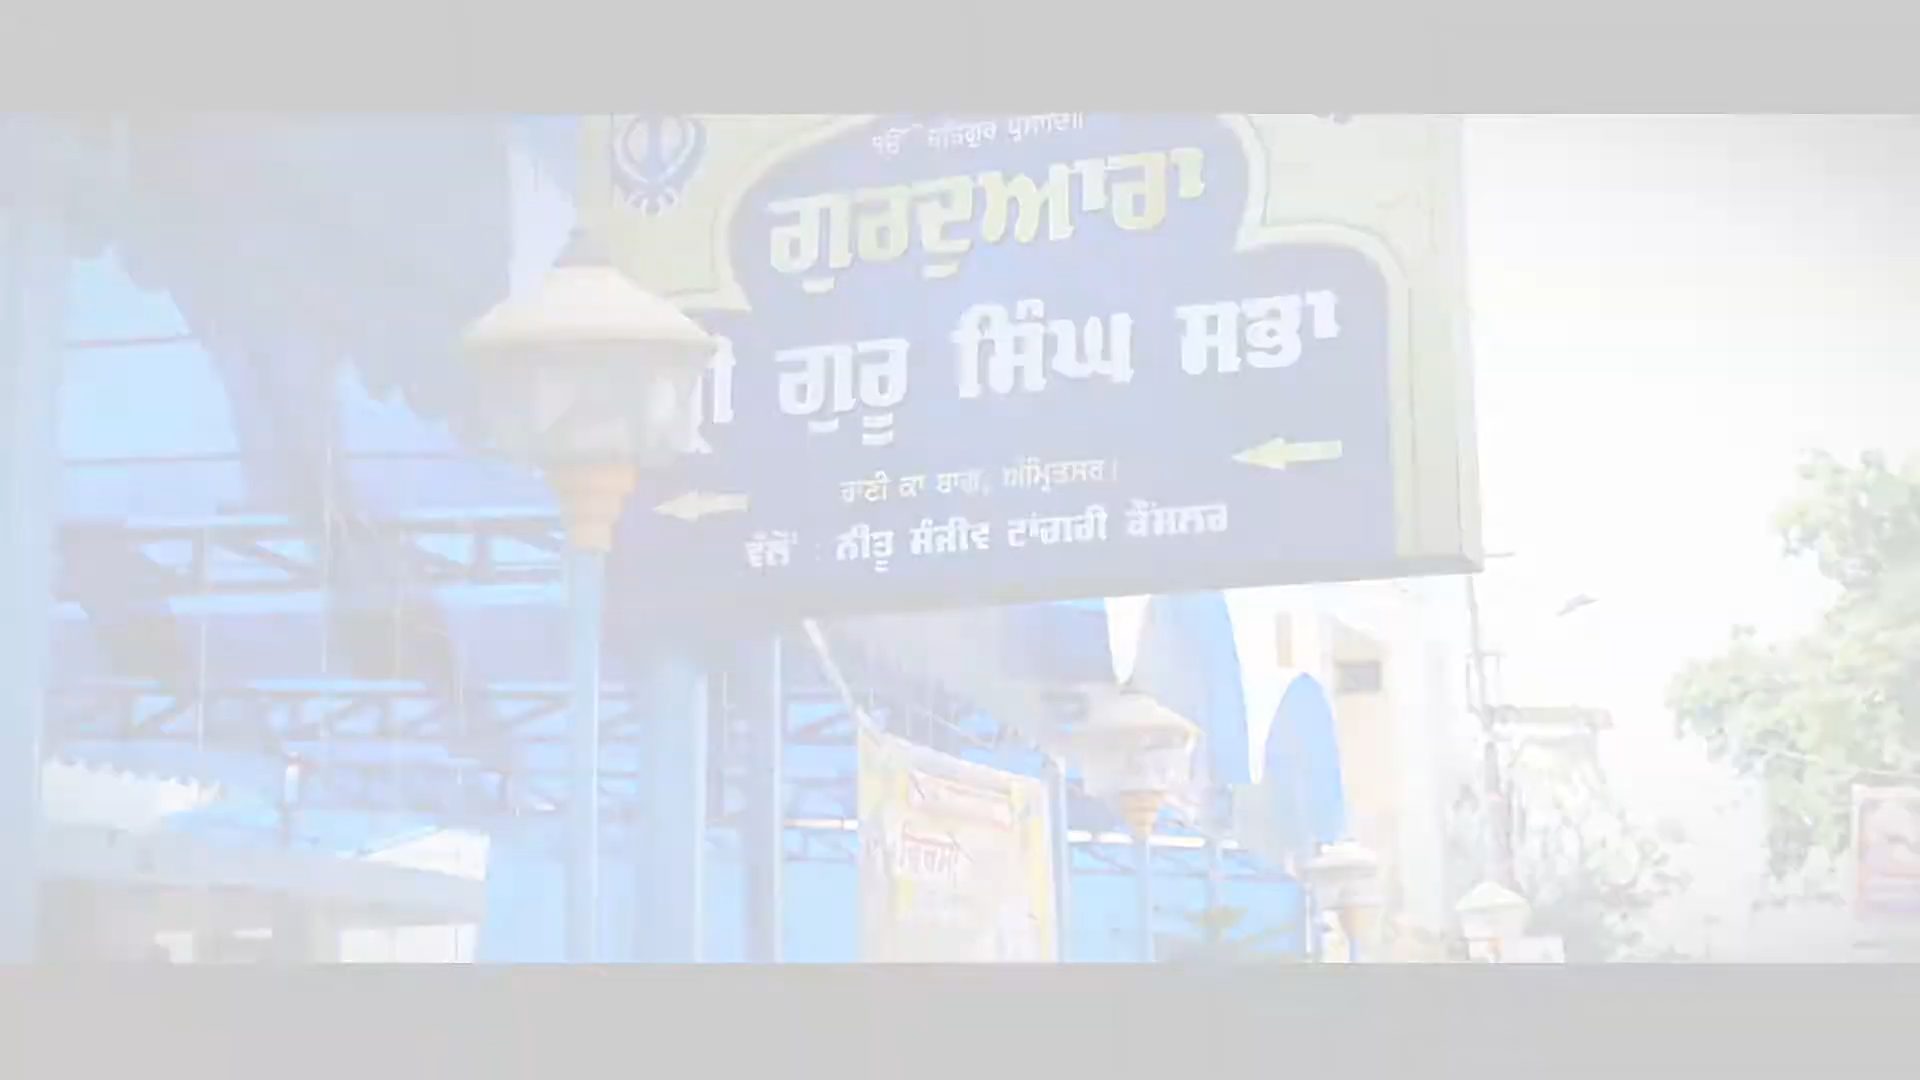 ੴ ਸਤਿਗੁਰ ਪ੍ਰਸਾਦਿ॥
ਗੁਰਦੁਆਰਾ
ਗੁਰੂ ਸਿੰਘ ਸਭਾ
ਰਾਣੀ ਕਾ ਬਾਗ, ਅੰਮ੍ਰਿਤਸਰ।
ਵੱਲੋਂ : ਨੀਤੂ ਸੰਜੀਵ ਟਾਂਗਰੀ ਕੌਂਸਲਰ